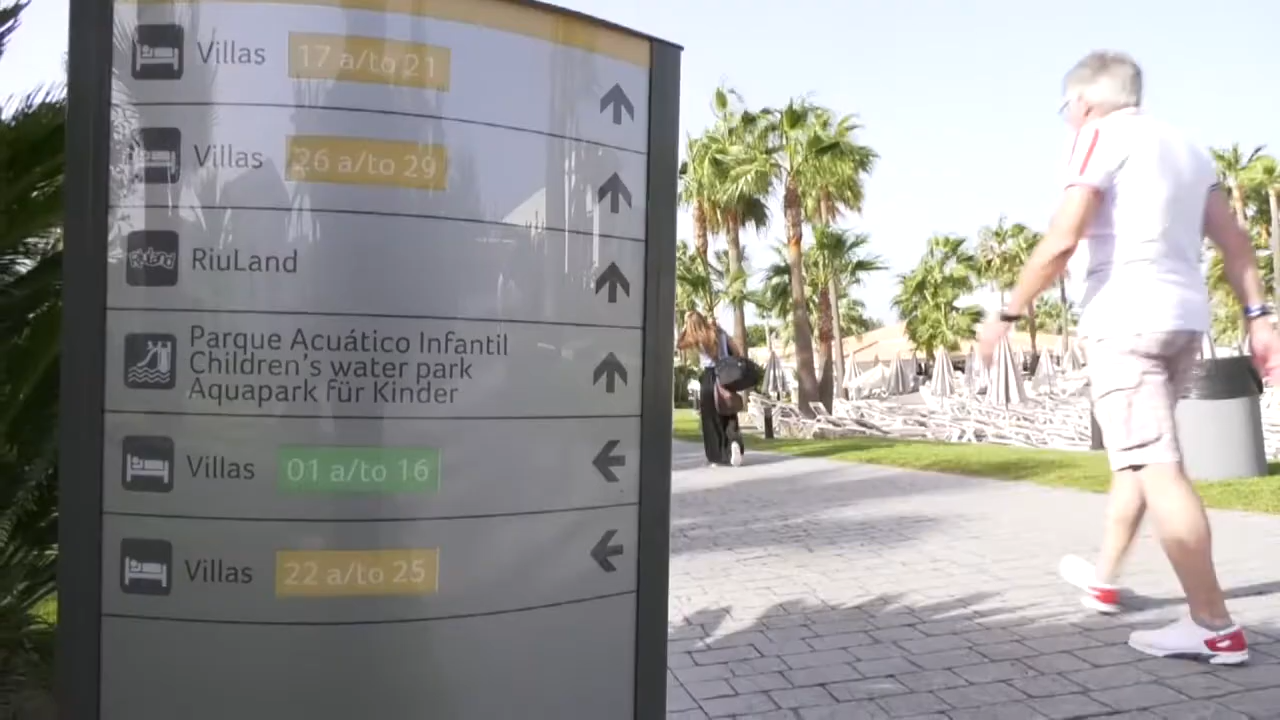 Villas 17 a/to 21
Villas 26 a/to 29
Riuland RiuLand
Parque Acuático Infantil
Children's water park
Aquapark für Kinder
Villas 01 a/to 16
Villas 22 a/to 25